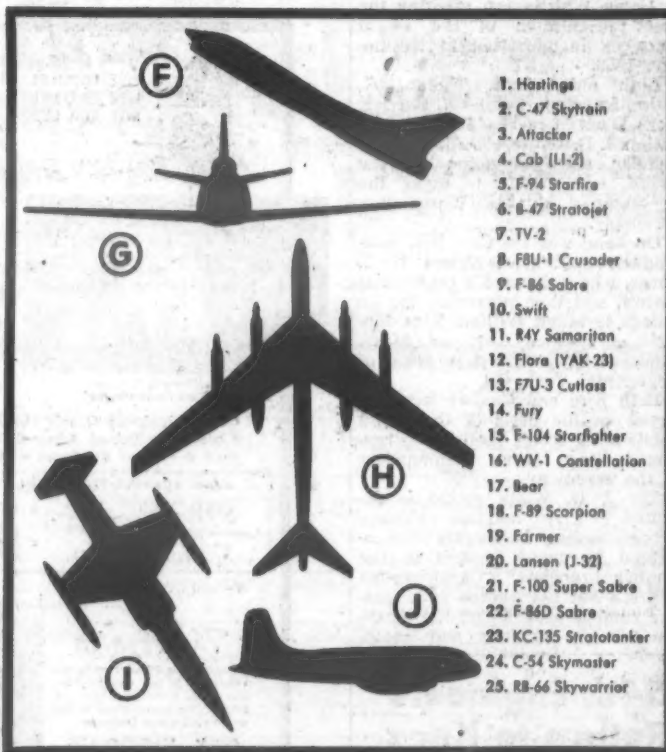 F
G
H
I
J
1. Hastings
2. C-47 Skytrain
3. Attacker
4. Cab (LI-2)
5. F-94 Starfire
6. B-47 Stratojet
7. TV-2
8. F8U-1 Crusader
9. F-86 Sabre
10. Swift
11. R4Y Samaritan
12. Flora (YAK-23)
13. F7U-3 Cutlass
14. Fury
15. F-104 Starfighter
16. WV-1 Constellation
17. Bear
18. F-89 Scorpion
19. Farmer
20. Lansen (J-32)
21. F-100 Super Sabre
22. F-86D Sabre
23. KC-135 Stratotanker
24. C-54 Skymaster
25. RB-66 Skywarrior